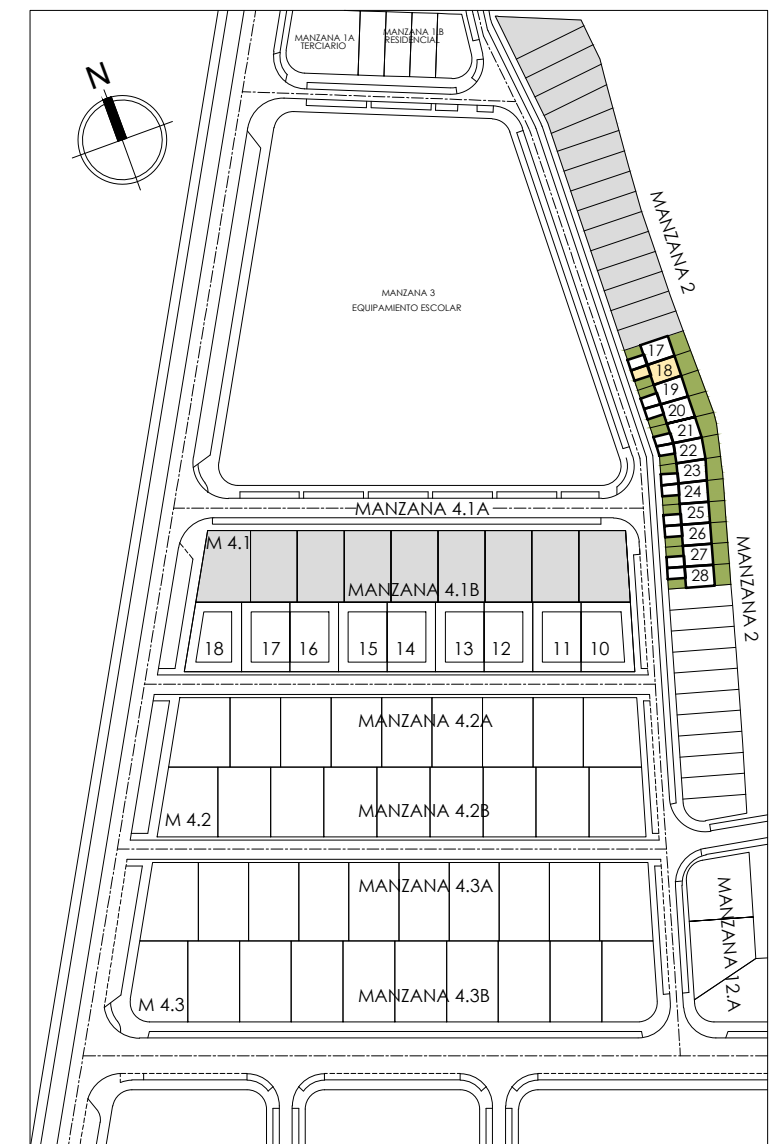 MANZANA 1A
TERCIARIO
MANZANA 1B
RESIDENCIAL
N
MANZANA 2
MANZANA 3
EQUIPAMIENTO ESCOLAR
17
18
19
20
21
22
23
24
25
26
27
28
MANZANA 2
MANZANA 4.1A
M 4.1
MANZANA 4.1B
18 17 16 15 14 13 12 11 10
MANZANA 4.2A
MANZANA 4.2B
M 4.2
MANZANA 4.3A
MANZANA 12.A
MANZANA 4.3B
M 4.3